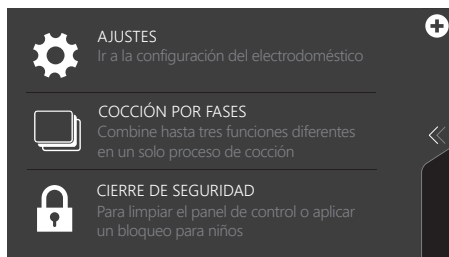 AJUSTES
Ir a la configuración del electrodoméstico
COCCIÓN POR FASES
Combine hasta tres funciones diferentes
en un solo proceso de cocción
CIERRE DE SEGURIDAD
Para limpiar el panel de control o aplicar
un bloqueo para niños